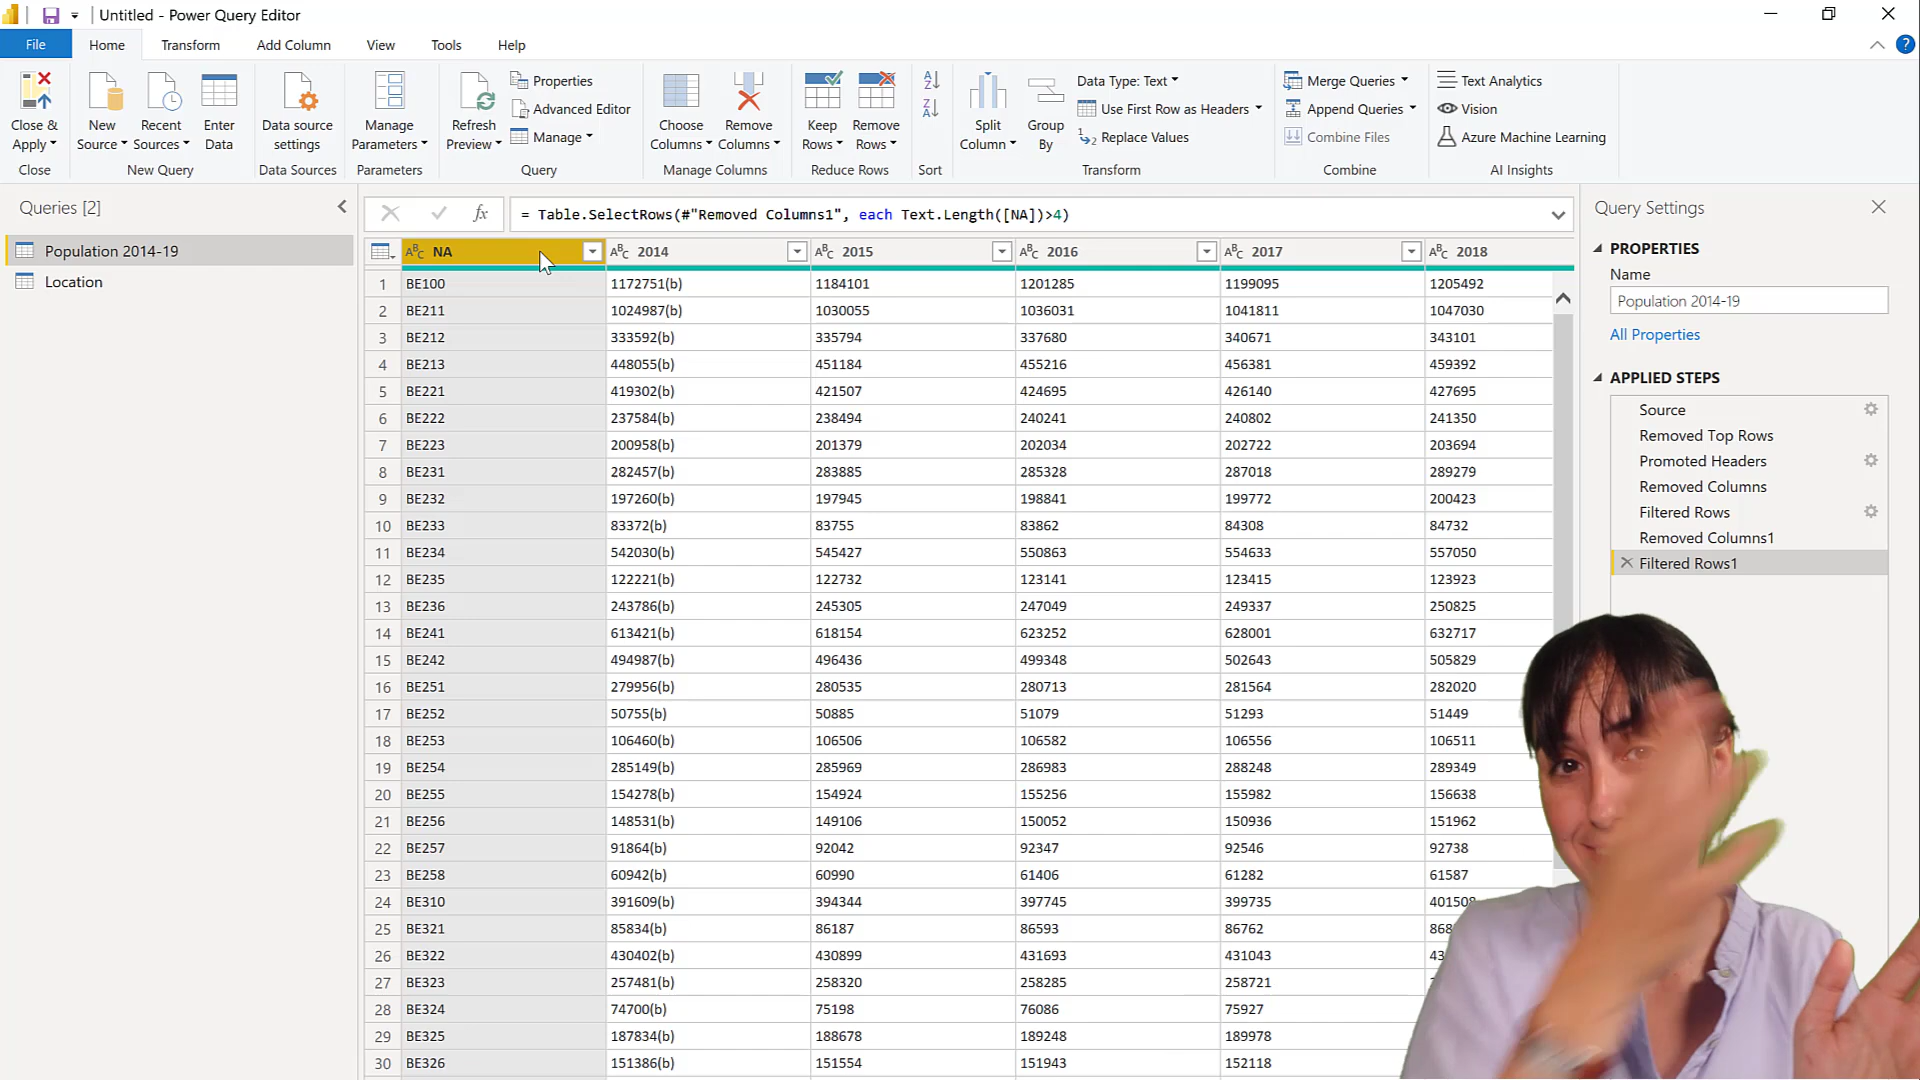 Untitled - Power Query Editor
File Home Transform Add Column View Tools Help
Close & Apply
New Source
Recent Sources
Enter Data
Data source settings
Manage Parameters
Refresh Preview
Properties
Advanced Editor
Manage
Choose Columns
Remove Columns
Keep Rows
Remove Rows
Split Column
Group By
Data Type: Text
Use First Row as Headers
Replace Values
Merge Queries
Append Queries
Combine Files
Text Analytics
Vision
Azure Machine Learning
Close New Query Data Sources Parameters Query Manage Columns Reduce Rows Sort Transform Combine AI Insights
Queries [2]
Population 2014-19
Location
fx = Table.SelectRows(#"Removed Columns1", each Text.Length([NA])>4)
NA 2014 2015 2016 2017 2018
1 BE100 1172751(b) 1184101 1201285 1199095 1205492
2 BE211 1024987(b) 1030055 1036031 1041811 1047030
3 BE212 333592(b) 335794 337680 340671 343101
4 BE213 448055(b) 451184 455216 456381 459392
5 BE221 419302(b) 421507 424695 426140 427695
6 BE222 237584(b) 238494 240241 240802 241350
7 BE223 200958(b) 201379 202034 202722 203694
8 BE231 282457(b) 283885 285328 287018 289279
9 BE232 197260(b) 197945 198841 199772 200423
10 BE233 83372(b) 83755 83862 84308 84732
11 BE234 542030(b) 545427 550863 554633 557050
12 BE235 122221(b) 122732 123141 123415 123923
13 BE236 243786(b) 245305 247049 249337 250825
14 BE241 613421(b) 618154 623252 628001 632717
15 BE242 494987(b) 496436 499348 502643 505829
16 BE251 279956(b) 280535 280713 281564 282020
17 BE252 50755(b) 50885 51079 51293 51449
18 BE253 106460(b) 106506 106582 106556 106511
19 BE254 285149(b) 285969 286983 288248 289349
20 BE255 154278(b) 154924 155256 155982 156638
21 BE256 148531(b) 149106 150052 150936 151962
22 BE257 91864(b) 92042 92347 92546 92738
23 BE258 60942(b) 60990 61406 61282 61587
24 BE310 391609(b) 394344 397745 399735 401508
25 BE321 85834(b) 86187 86593 86762
26 BE322 430402(b) 430899 431693 431043
27 BE323 257481(b) 258320 258285 258721
28 BE324 74700(b) 75198 76086 75927
29 BE325 187834(b) 188678 189248 189978
30 BE326 151386(b) 151554 151943 152118
Query Settings
PROPERTIES
Name
Population 2014-19
All Properties
APPLIED STEPS
Source
Removed Top Rows
Promoted Headers
Removed Columns
Filtered Rows
Removed Columns1
Filtered Rows1